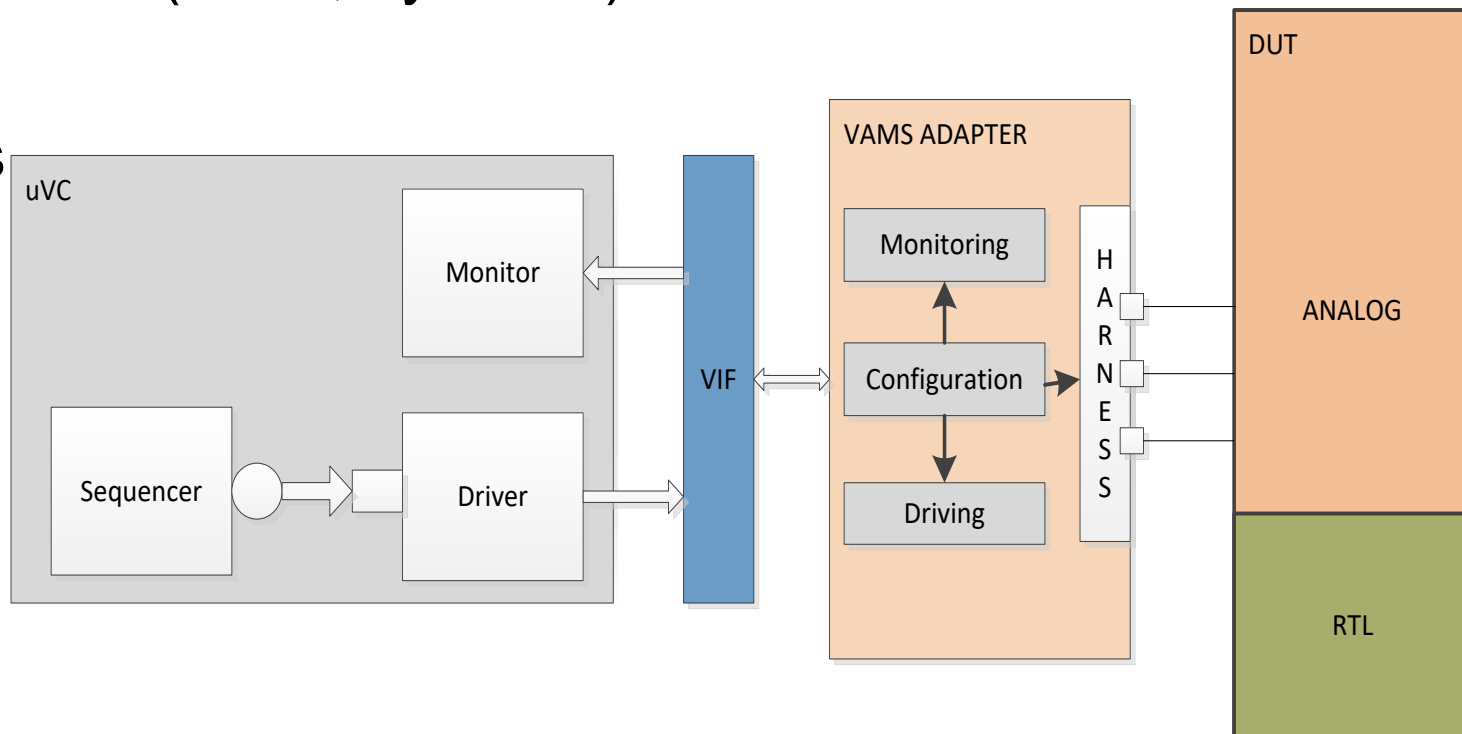 uVC
Monitor
Sequencer
Driver
VIF
VAMS ADAPTER
Monitoring
Configuration
Driving
H
A
R
N
E
S
S
DUT
ANALOG
RTL